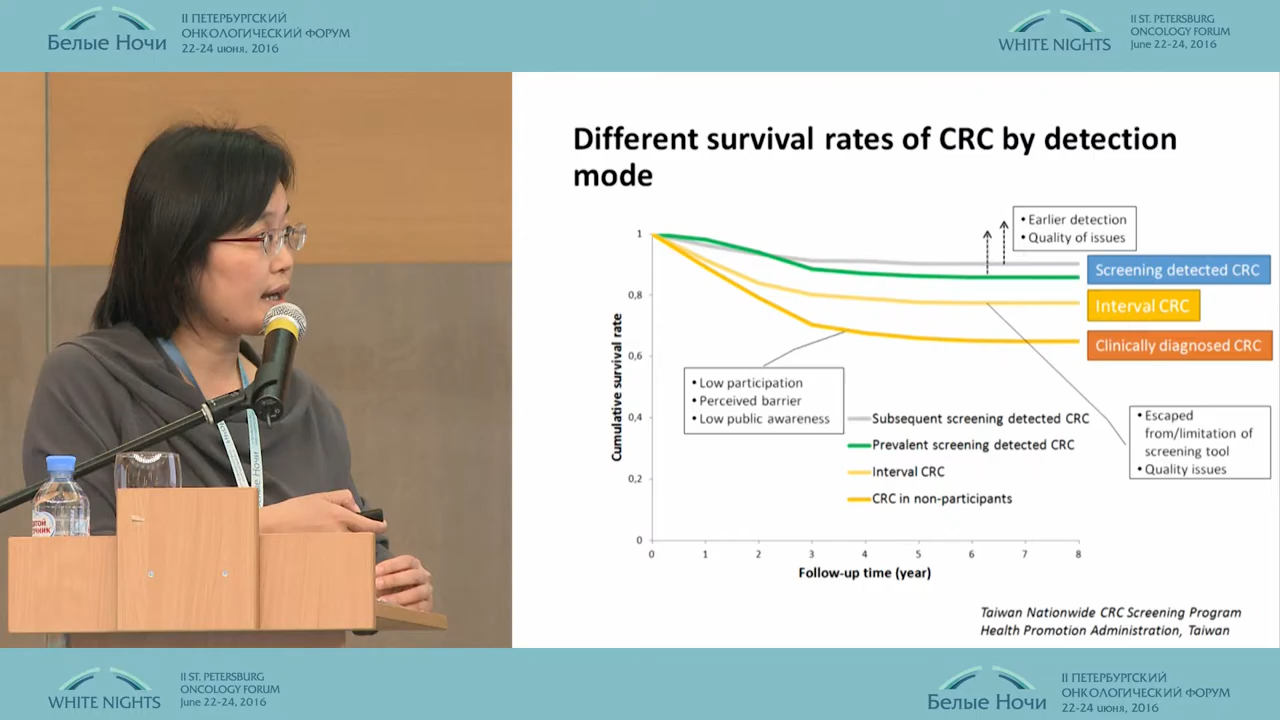 Белые Ночи
II ПЕТЕРБУРГСКИЙ
ОНКОЛОГИЧЕСКИЙ ФОРУМ
22-24 июня, 2016
WHITE NIGHTS
II ST. PETERSBURG
ONCOLOGY FORUM
June 22-24, 2016
Different survival rates of CRC by detection
mode
• Earlier detection
• Quality of issues
Screening detected CRC
Interval CRC
Clinically diagnosed CRC
Cumulative survival rate
1
0,8
0,6
0,4
0,2
0
• Low participation
• Perceived barrier
• Low public awareness
Subsequent screening detected CRC
Prevalent screening detected CRC
Interval CRC
CRC in non-participants
• Escaped
from/limitation of
screening tool
• Quality issues
0 1 2 3 4 5 6 7 8
Follow-up time (year)
Taiwan Nationwide CRC Screening Program
Health Promotion Administration, Taiwan
WHITE NIGHTS
II ST. PETERSBURG
ONCOLOGY FORUM
June 22-24, 2016
Белые Ночи
II ПЕТЕРБУРГСКИЙ
ОНКОЛОГИЧЕСКИЙ ФОРУМ
22-24 июня, 2016